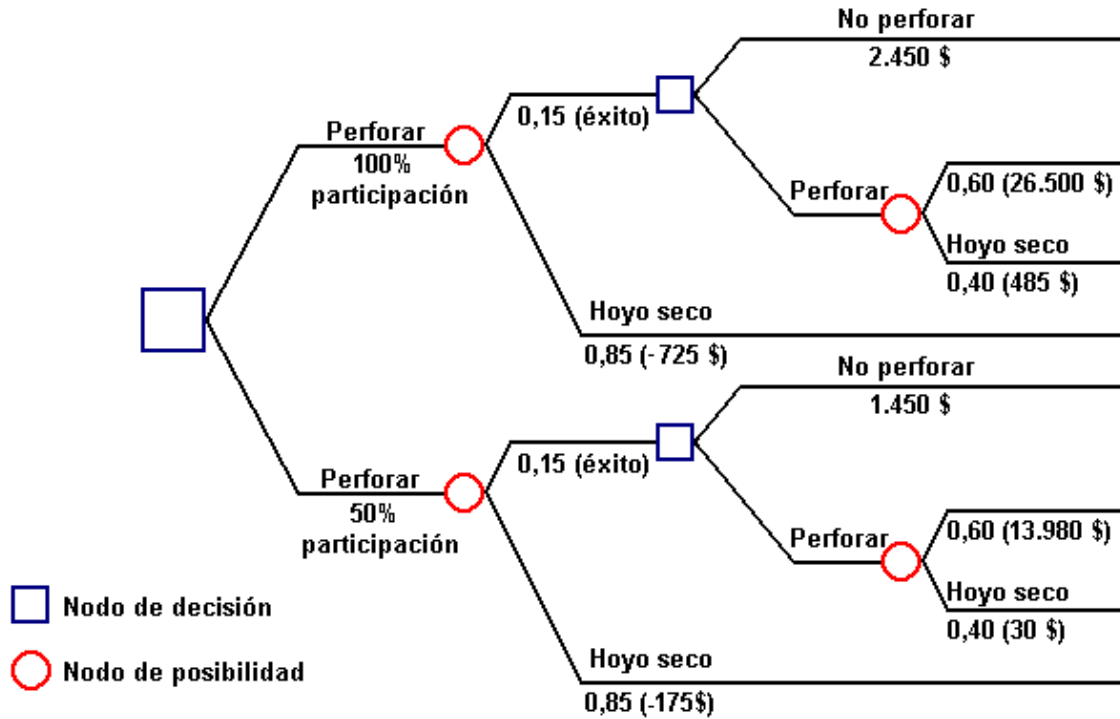 No perforar
2.450 $
0,15 (éxito)
Perforar
100%
participación
Perforar
0,60 (26.500 $)
Hoyo seco
0,40 (485 $)
Hoyo seco
0,85 (-725 $)
No perforar
1.450 $
0,15 (éxito)
Perforar
50%
participación
Perforar
0,60 (13.980 $)
Hoyo seco
0,40 (30 $)
Hoyo seco
0,85 (-175$)
Nodo de decisión
Nodo de posibilidad